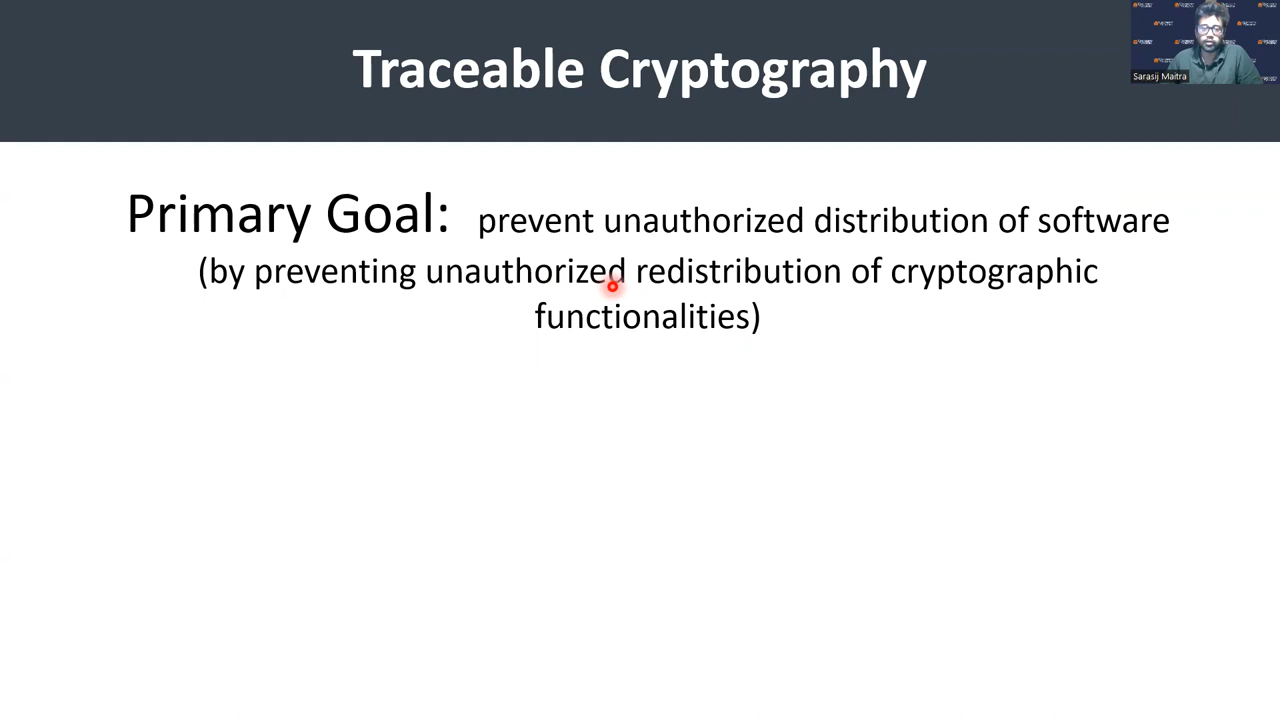 Traceable Cryptography
Sarasij Maitra
Primary Goal: prevent unauthorized distribution of software
(by preventing unauthorized redistribution of cryptographic
functionalities)